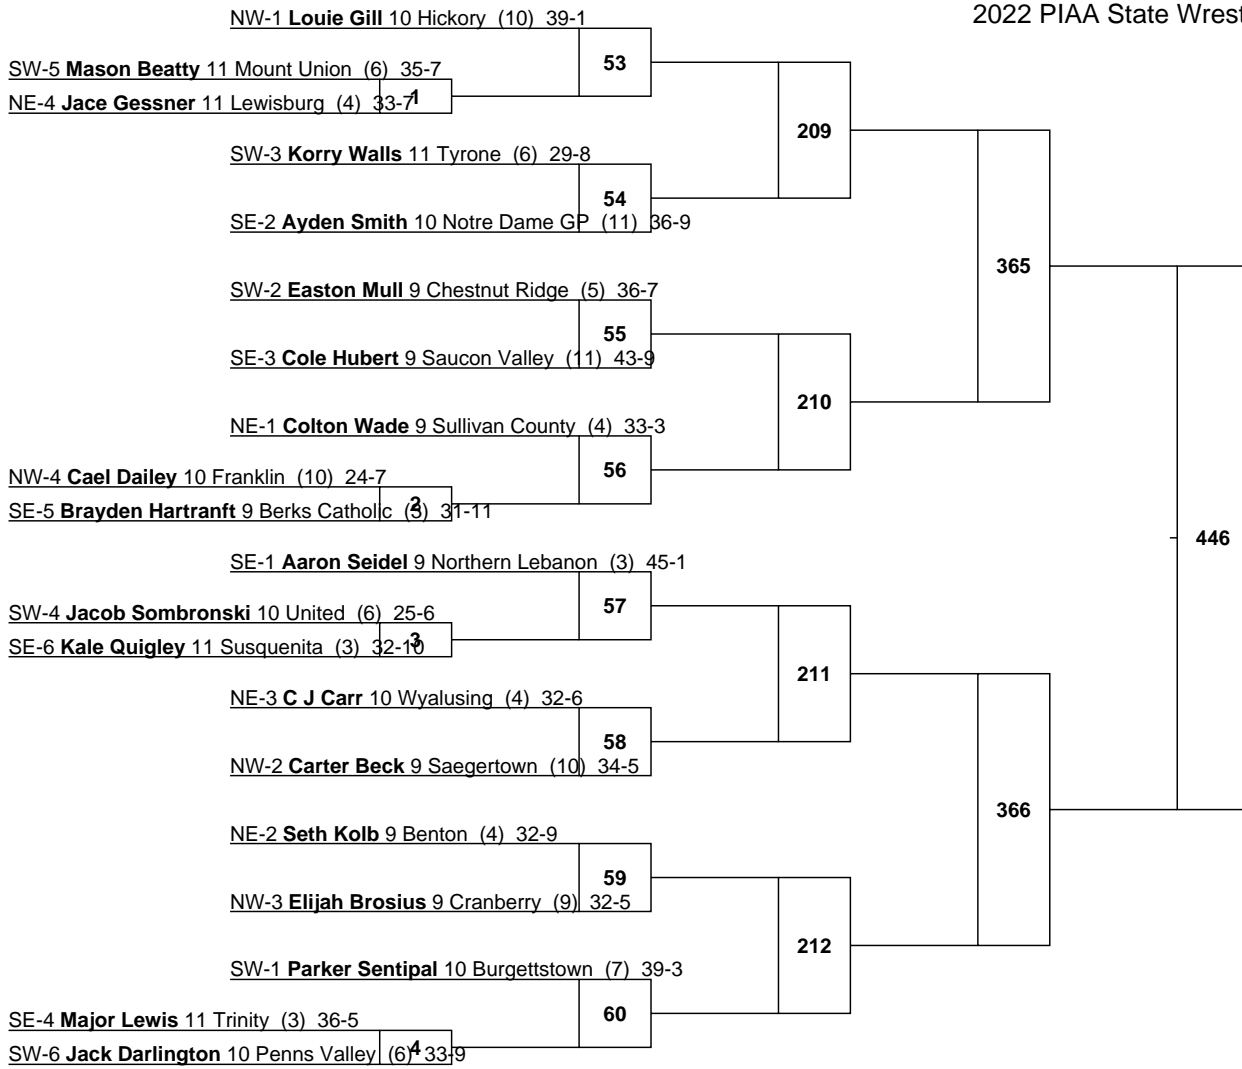 2022 PIAA State Wrest
NW-1 Louie Gill 10 Hickory (10) 39-1
53
SW-5 Mason Beatty 11 Mount Union (6) 35-7
1
NE-4 Jace Gessner 11 Lewisburg (4) 33-7
209
SW-3 Korry Walls 11 Tyrone (6) 29-8
54
SE-2 Ayden Smith 10 Notre Dame GP (11) 36-9
365
SW-2 Easton Mull 9 Chestnut Ridge (5) 36-7
55
SE-3 Cole Hubert 9 Saucon Valley (11) 43-9
210
NE-1 Colton Wade 9 Sullivan County (4) 33-3
56
NW-4 Cael Dailey 10 Franklin (10) 24-7
2
SE-5 Brayden Hartranft 9 Berks Catholic (3) 31-11
446
SE-1 Aaron Seidel 9 Northern Lebanon (3) 45-1
57
SW-4 Jacob Sombronski 10 United (6) 25-6
3
SE-6 Kale Quigley 11 Susquenita (3) 32-10
211
NE-3 C J Carr 10 Wyalusing (4) 32-6
58
NW-2 Carter Beck 9 Saegertown (10) 34-5
366
NE-2 Seth Kolb 9 Benton (4) 32-9
59
NW-3 Elijah Brosius 9 Cranberry (9) 32-5
212
SW-1 Parker Sentipal 10 Burgettstown (7) 39-3
60
SE-4 Major Lewis 11 Trinity (3) 36-5
4
SW-6 Jack Darlington 10 Penns Valley (6) 33-9